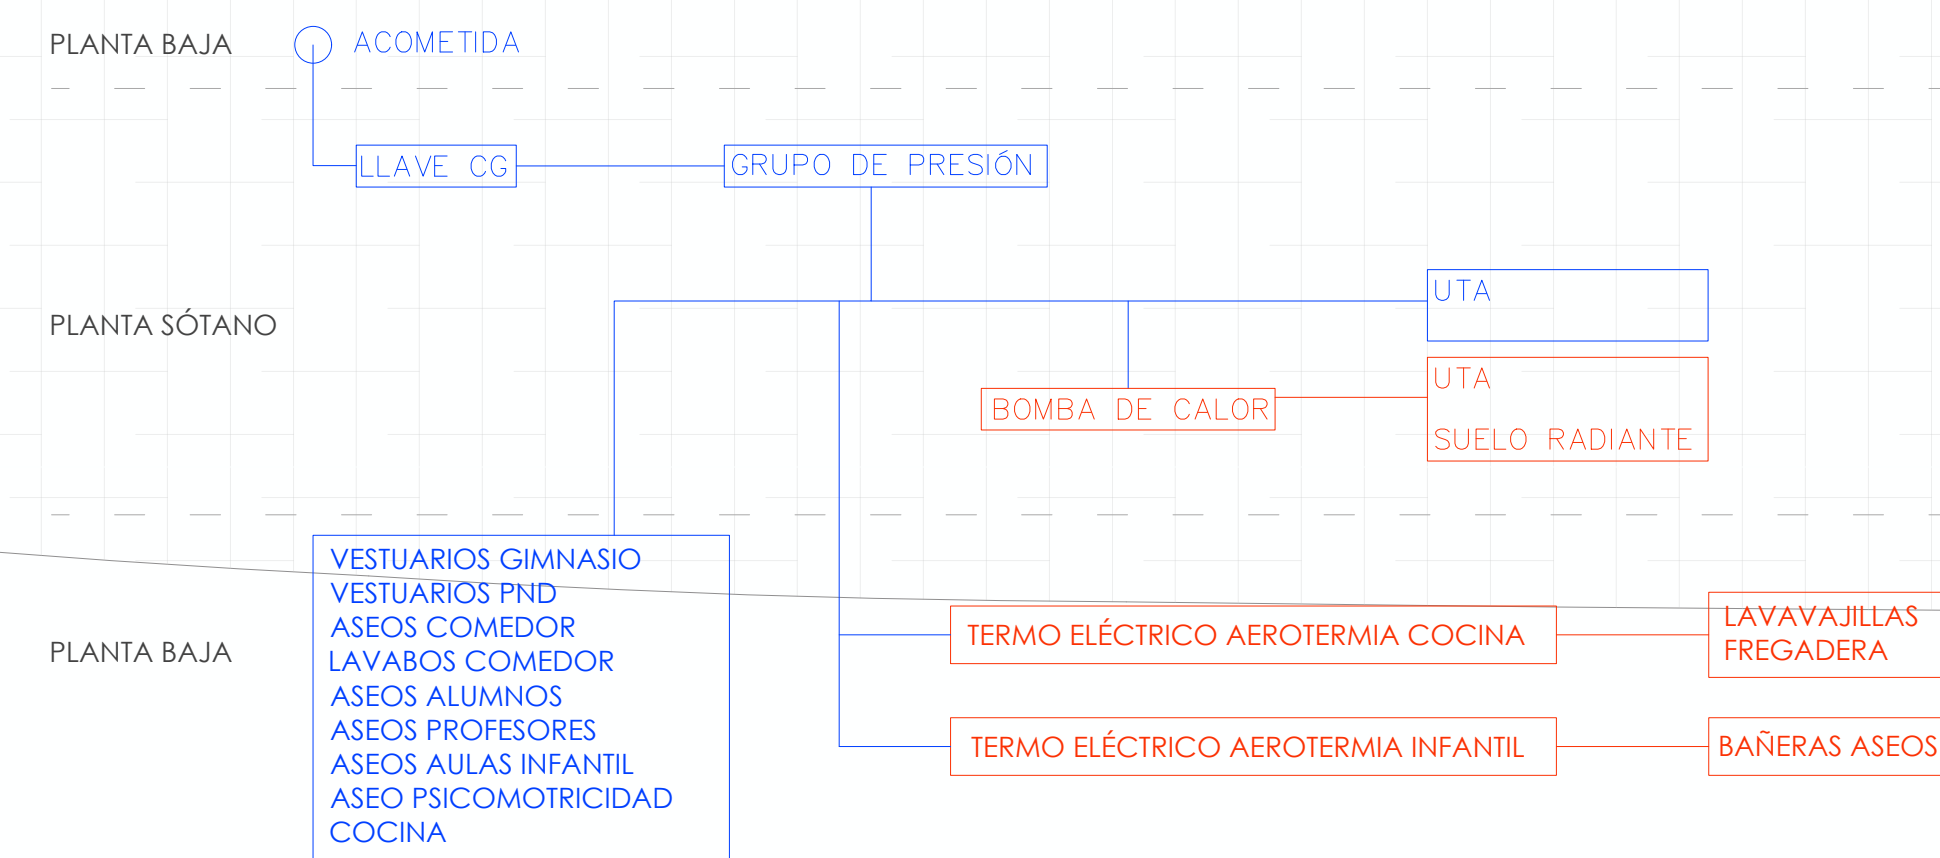 PLANTA BAJA
ACOMETIDA
LLAVE CG
GRUPO DE PRESIÓN
PLANTA SÓTANO
UTA
BOMBA DE CALOR
UTA
SUELO RADIANTE
PLANTA BAJA
VESTUARIOS GIMNASIO
VESTUARIOS PND
ASEOS COMEDOR
LAVABOS COMEDOR
ASEOS ALUMNOS
ASEOS PROFESORES
ASEOS AULAS INFANTIL
ASEO PSICOMOTRICIDAD
COCINA
TERMO ELÉCTRICO AEROTERMIA COCINA
LAVAVAJILLAS
FREGADERA
TERMO ELÉCTRICO AEROTERMIA INFANTIL
BAÑERAS ASEOS